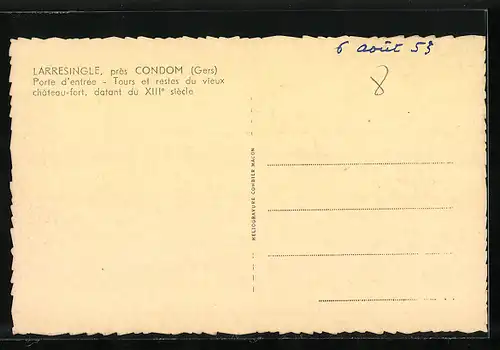 6 août 53
8
LARRESINGLE, près CONDOM (Gers)
Porte d'entrée - Tours et restes du vieux
château-fort, datant du XIIIe siècle
HELIOGRAVURE COMBIER MACON